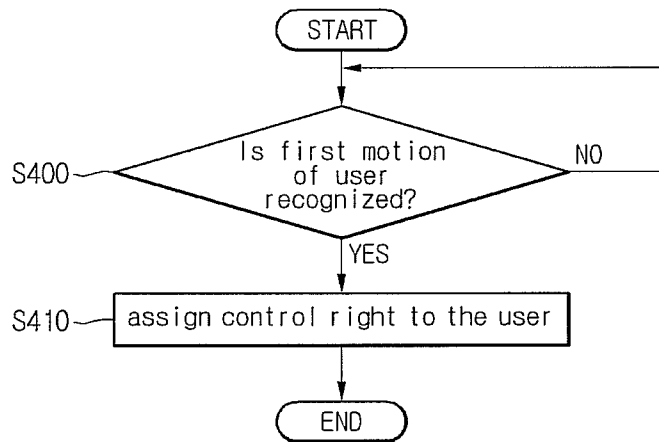 START
Is first motion
of user
recognized?
NO
S400
YES
S410
assign control right to the user
END